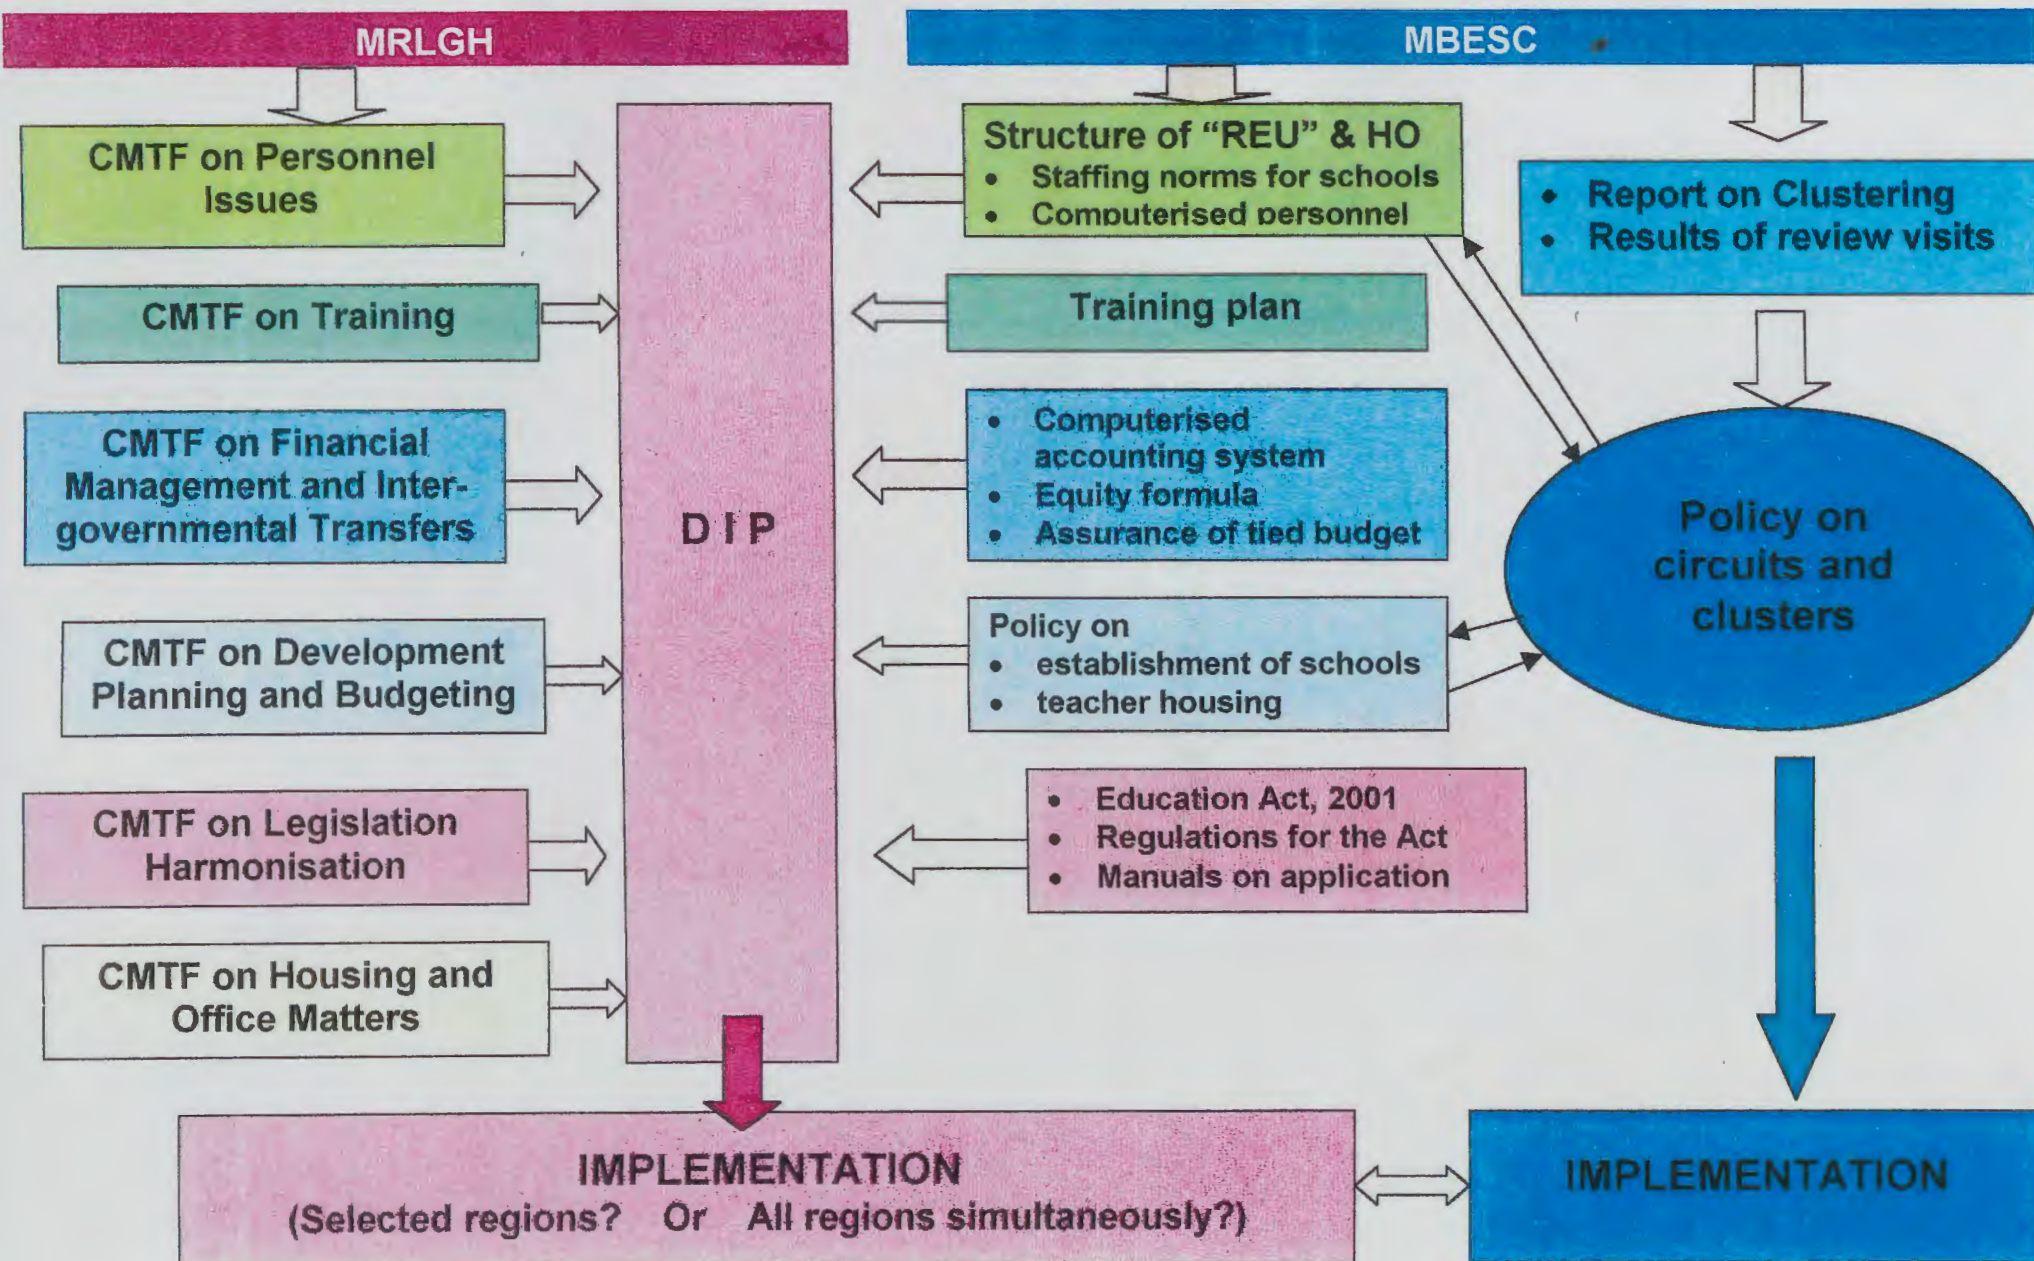 MRLGH
MBESC
CMTF on Personnel
Issues
CMTF on Training
CMTF on Financial
Management and Inter-
governmental Transfers
CMTF on Development
Planning and Budgeting
CMTF on Legislation
Harmonisation
CMTF on Housing and
Office Matters
D I P
Structure of “REU” & HO
• Staffing norms for schools
• Computerised personnel
Training plan
• Computerised
accounting system
• Equity formula
• Assurance of tied budget
Policy on
• establishment of schools
• teacher housing
• Education Act, 2001
• Regulations for the Act
• Manuals on application
• Report on Clustering
• Results of review visits
Policy on
circuits and
clusters
IMPLEMENTATION
(Selected regions? Or All regions simultaneously?)
IMPLEMENTATION